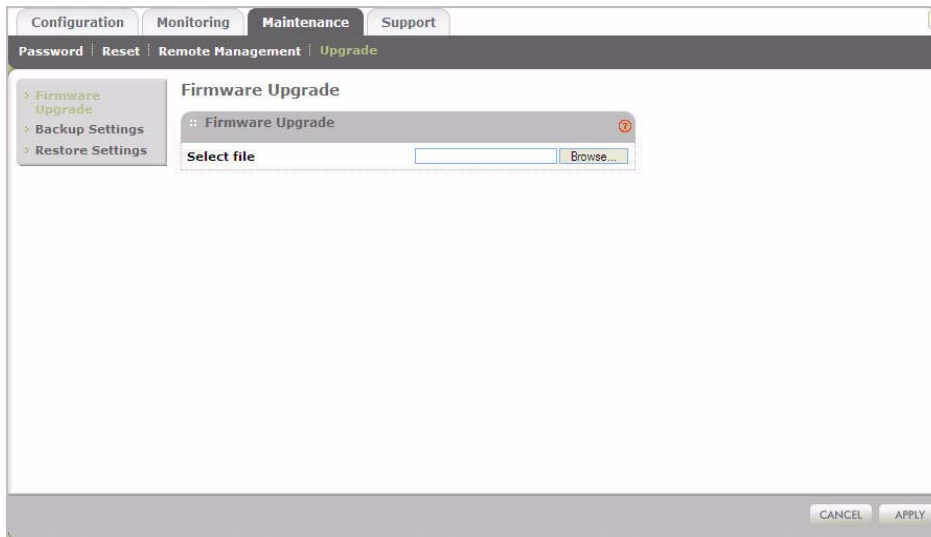 Configuration Monitoring Maintenance Support
Password Reset Remote Management Upgrade
Firmware
Upgrade
Backup Settings
Restore Settings
Firmware Upgrade
Firmware Upgrade ?
Select file Browse...
CANCEL APPLY